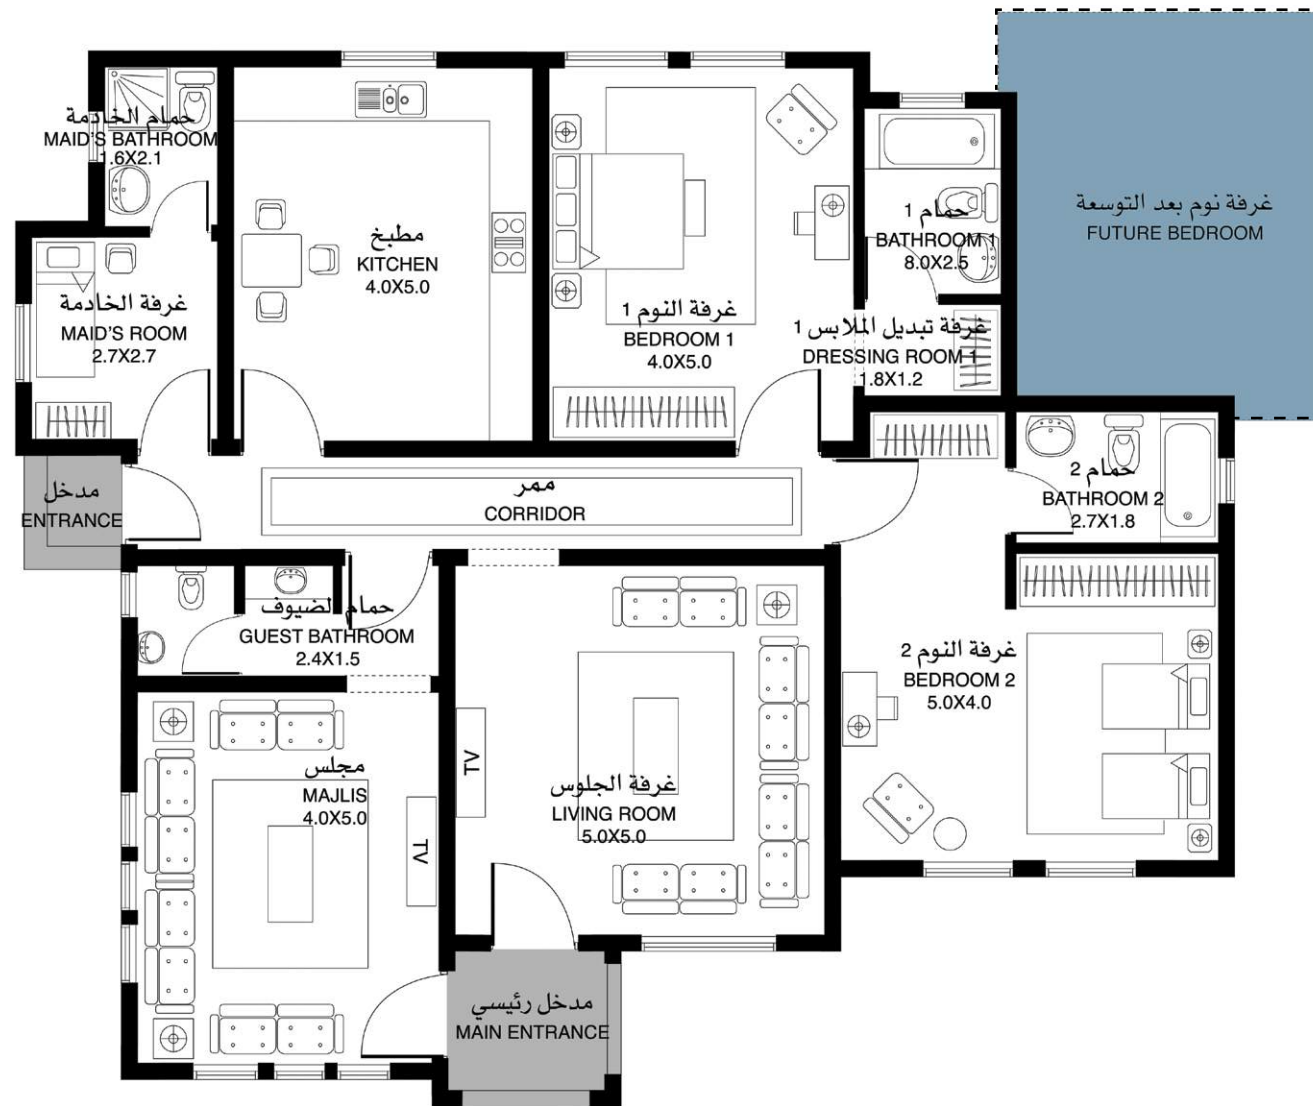 حمام الخادمة
MAID'S BATHROOM
1.6X2.1
مطبخ
KITCHEN
4.0X5.0
غرفة النوم 1
BEDROOM 1
4.0X5.0
حمام 1
BATHROOM 1
8.0X2.5
غرفة نوم بعد التوسعة
FUTURE BEDROOM
غرفة الخادمة
MAID'S ROOM
2.7X2.7
غرفة تبديل الملابس 1
DRESSING ROOM 1
1.8X1.2
مدخل
ENTRANCE
ممر
CORRIDOR
حمام 2
BATHROOM 2
2.7X1.8
حمام الضيوف
GUEST BATHROOM
2.4X1.5
غرفة النوم 2
BEDROOM 2
5.0X4.0
مجلس
MAJLIS
4.0X5.0
TV
TV
غرفة الجلوس
LIVING ROOM
5.0X5.0
مدخل رئيسي
MAIN ENTRANCE